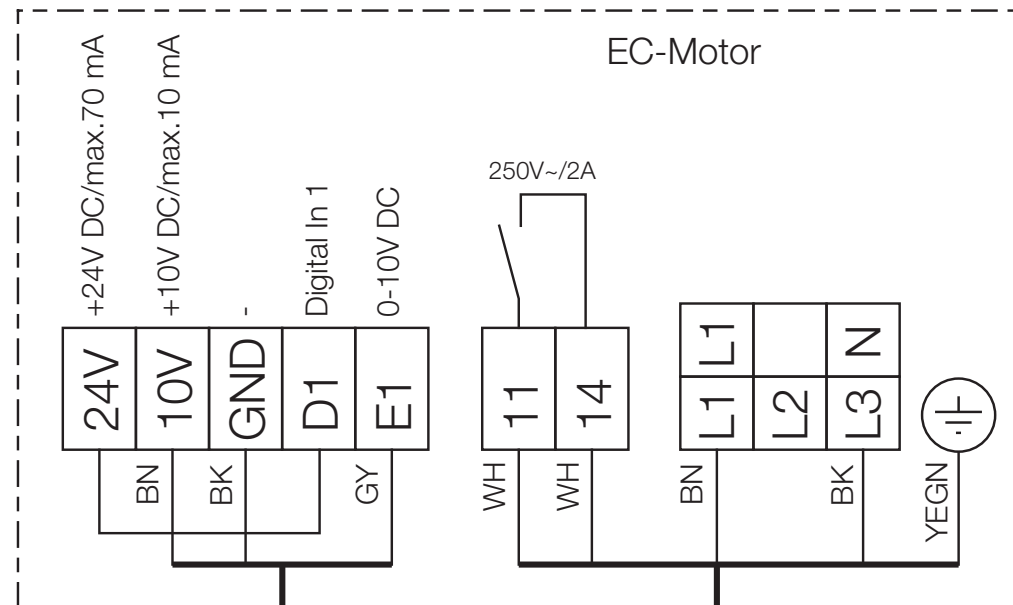 EC-Motor
+24V DC/max.70 mA
+10V DC/max.10 mA
-
Digital In 1
0-10V DC
250V~/2A
24V
10V
GND
D1
E1
11
14
L1
N
L1
L2
L3
BN
BK
GY
WH
WH
BN
BK
YEGN